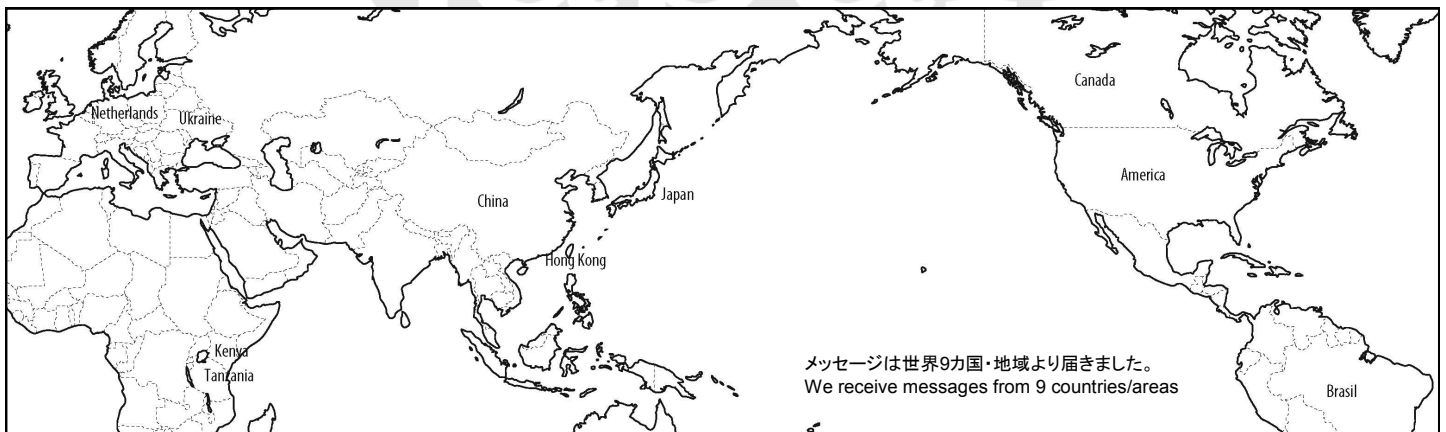 Netherlands
Ukraine
Canada
America
China
Japan
Hong Kong
Kenya
Tanzania
メッセージは世界9カ国・地域より届きました。
We receive messages from 9 countries/areas
Brasil